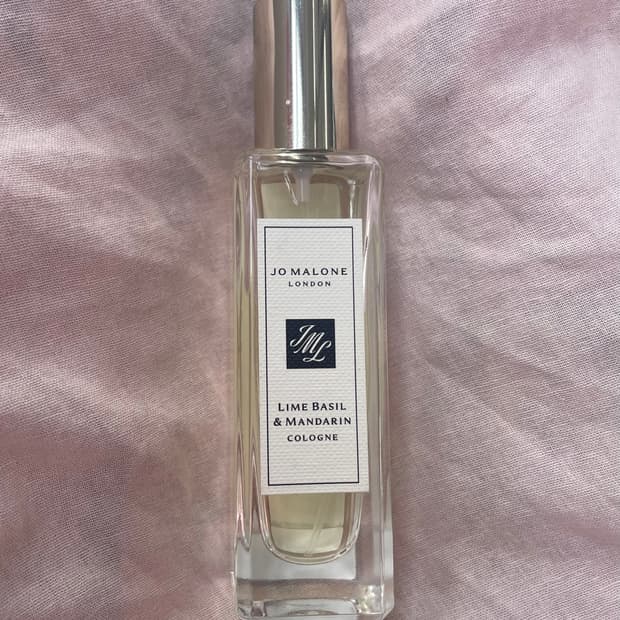 JO MALONE
LONDON
JML
LIME BASIL
& MANDARIN
COLOGNE